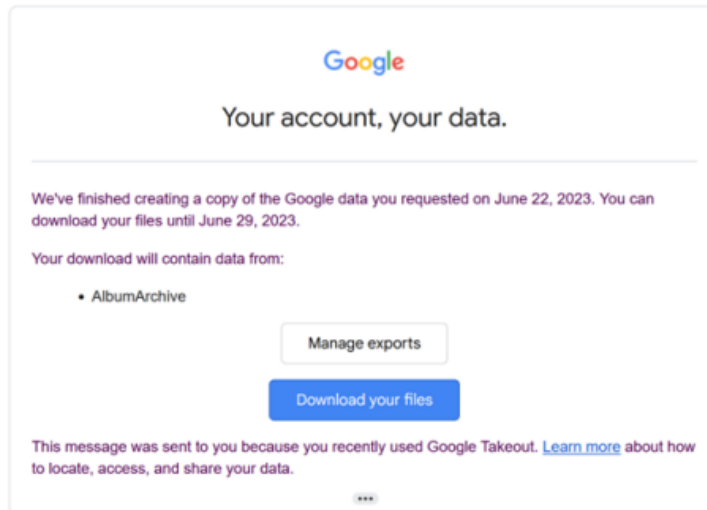 Google
Your account, your data.
We've finished creating a copy of the Google data you requested on June 22, 2023. You can
download your files until June 29, 2023.
Your download will contain data from:
• AlbumArchive
Manage exports
Download your files
This message was sent to you because you recently used Google Takeout. Learn more about how
to locate, access, and share your data.